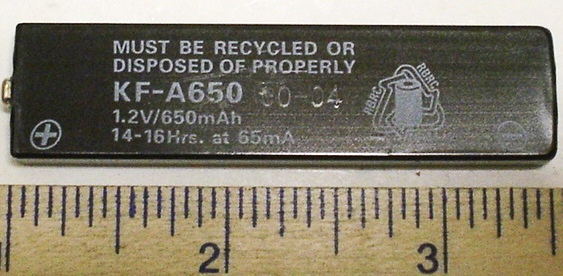 MUST BE RECYCLED OR
DISPOSED OF PROPERLY
KF-A650 00-04
1.2V/650mAh
14-16Hrs. at 65mA
RBRC
RBRC
+
-
2
3